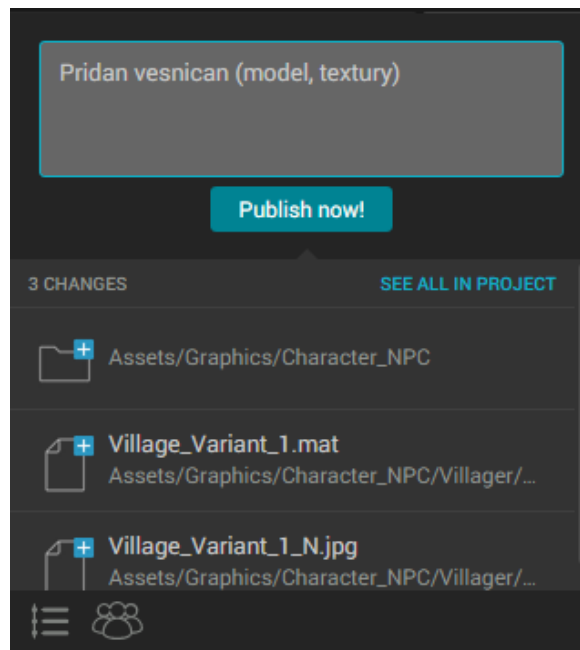 Pridan vesnican (model, textury)
Publish now!
3 CHANGES SEE ALL IN PROJECT
Assets/Graphics/Character_NPC
Village_Variant_1.mat
Assets/Graphics/Character_NPC/Villager/...
Village_Variant_1_N.jpg
Assets/Graphics/Character_NPC/Villager/...